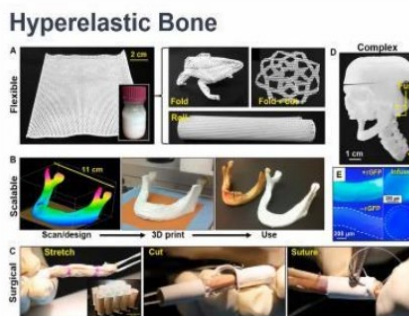 Hyperelastic Bone
A
Flexible
2 cm
Fold
Fold + cut
Roll
B
Scalable
11 cm
Scan/design
3D print
Use
C
Surgical
Stretch
Cut
Suture
D
Complex
1 cm
E
+rGFP
-rGFP
200 µm